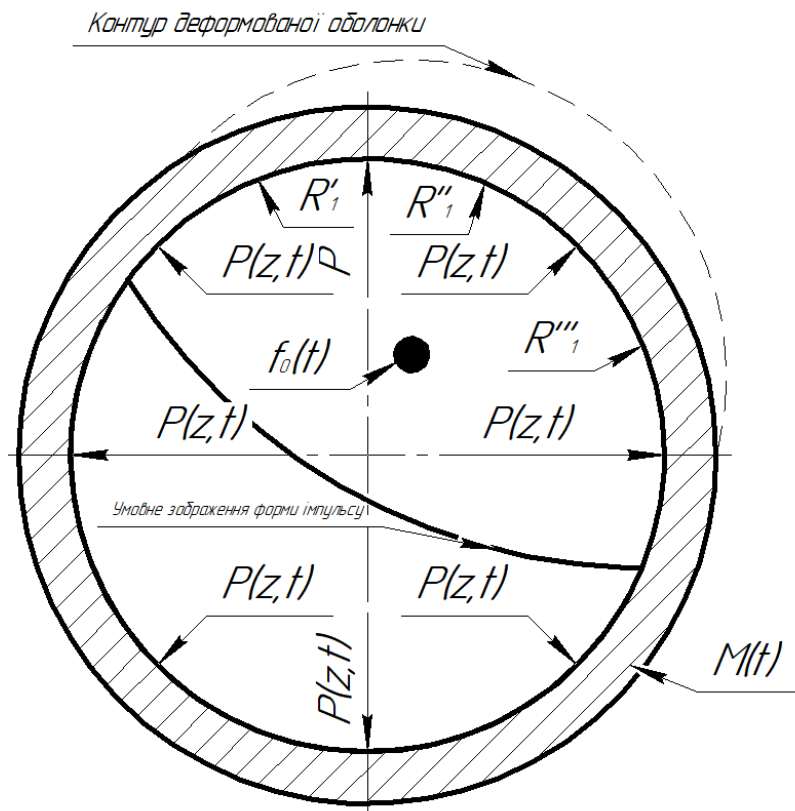 Контур деформованої оболонки
R'₁
R''₁
P(z,t)
P
P(z,t)
f₀(t)
R'''₁
P(z,t)
P(z,t)
Умовне зображення форми імпульсу
P(z,t)
P(z,t)
P(z,t)
M(t)